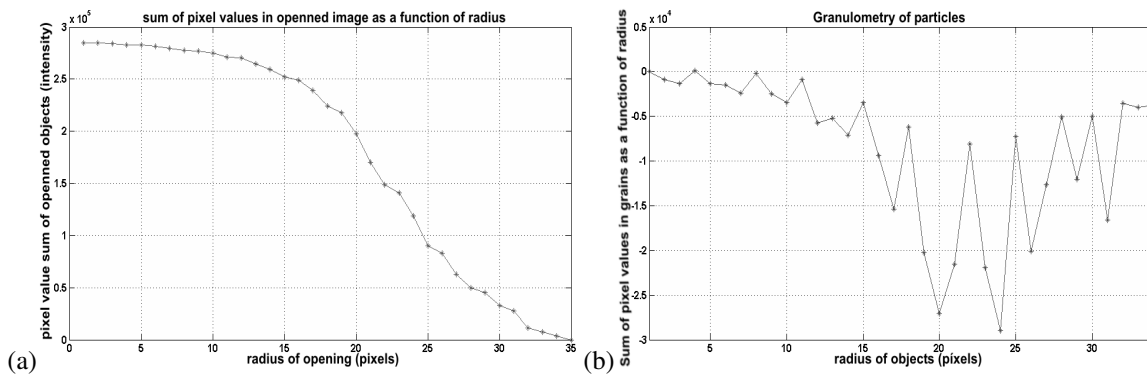 sum of pixel values in openned image as a function of radius
x 10^5
3
2.5
2
1.5
1
0.5
0
pixel value sum of openned objects (intensity)
0 5 10 15 20 25 30 35
radius of opening (pixels)
(a)
Granulometry of particles
x 10^4
0.5
0
-0.5
-1
-1.5
-2
-2.5
-3
Sum of pixel values in grains as a function of radius
5 10 15 20 25 30
radius of objects (pixels)
(b)